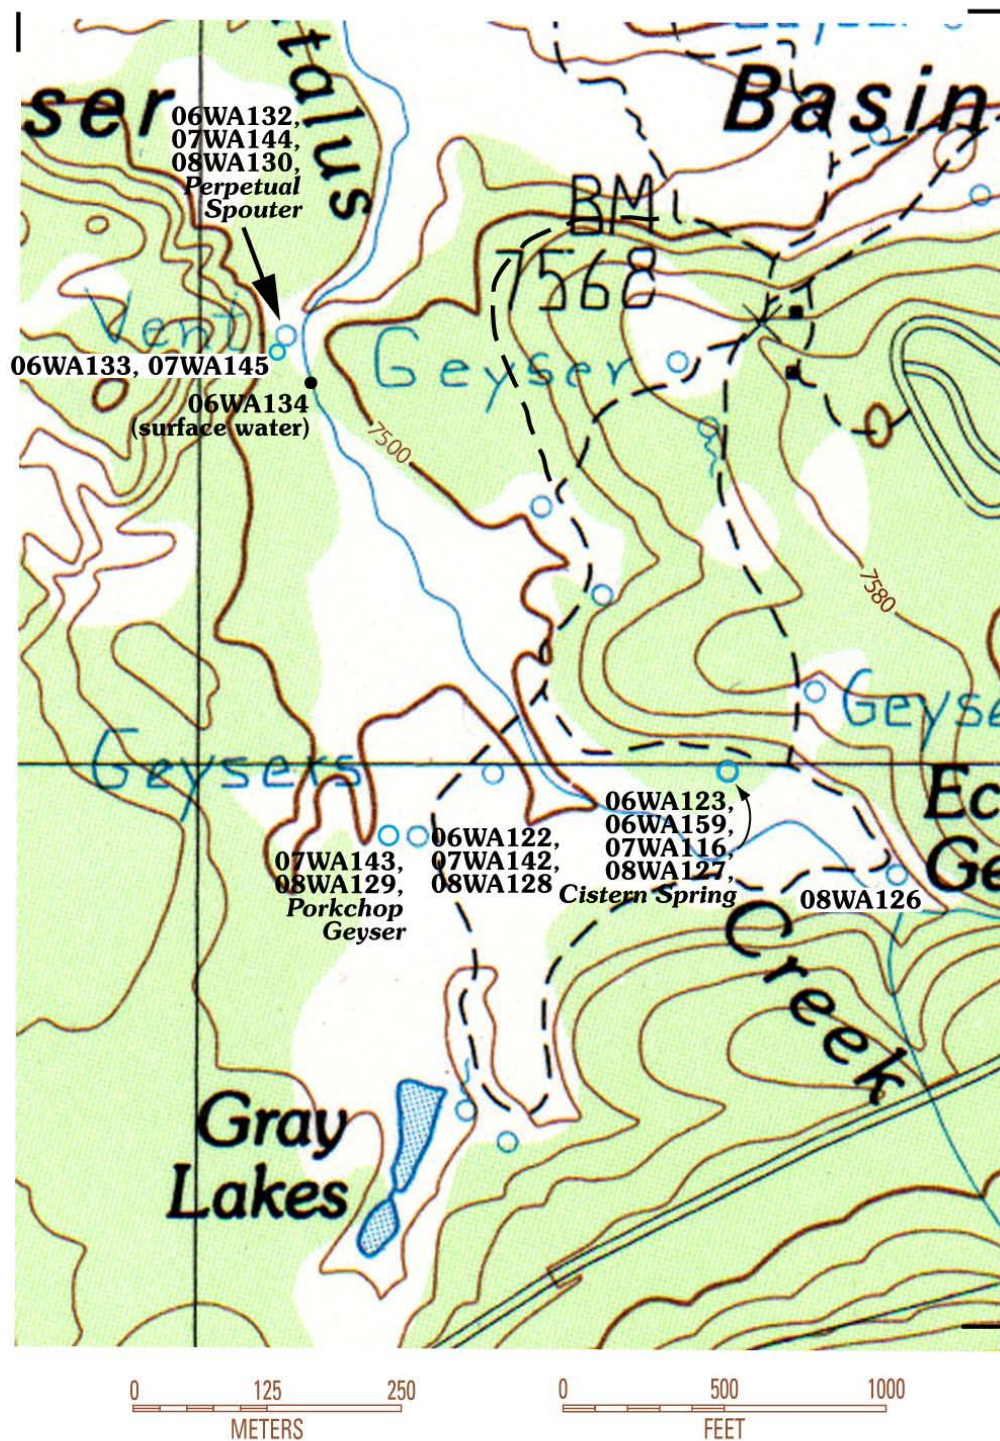 talus
ser
Basin
06WA132,
07WA144,
08WA130,
Perpetual
Spouter
BM
7568
Vent
Geyser
06WA133, 07WA145
06WA134
(surface water)
7500
7580
Geyse
Geysers
Ec
Ge
06WA123,
06WA159,
07WA116,
08WA127,
Cistern Spring
06WA122,
07WA142,
08WA128
07WA143,
08WA129,
Porkchop
Geyser
08WA126
Creek
Gray
Lakes
0 125 250
METERS
0 500 1000
FEET